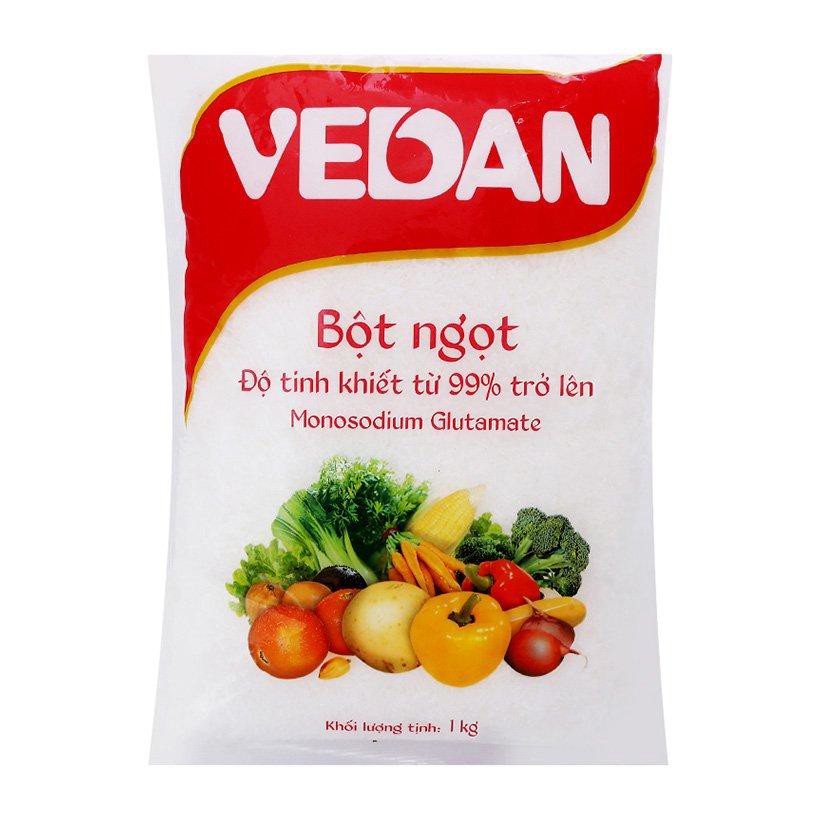 VEDAN
Bột ngọt
Độ tinh khiết từ 99% trở lên
Monosodium Glutamate
Khối lượng tịnh: 1 kg